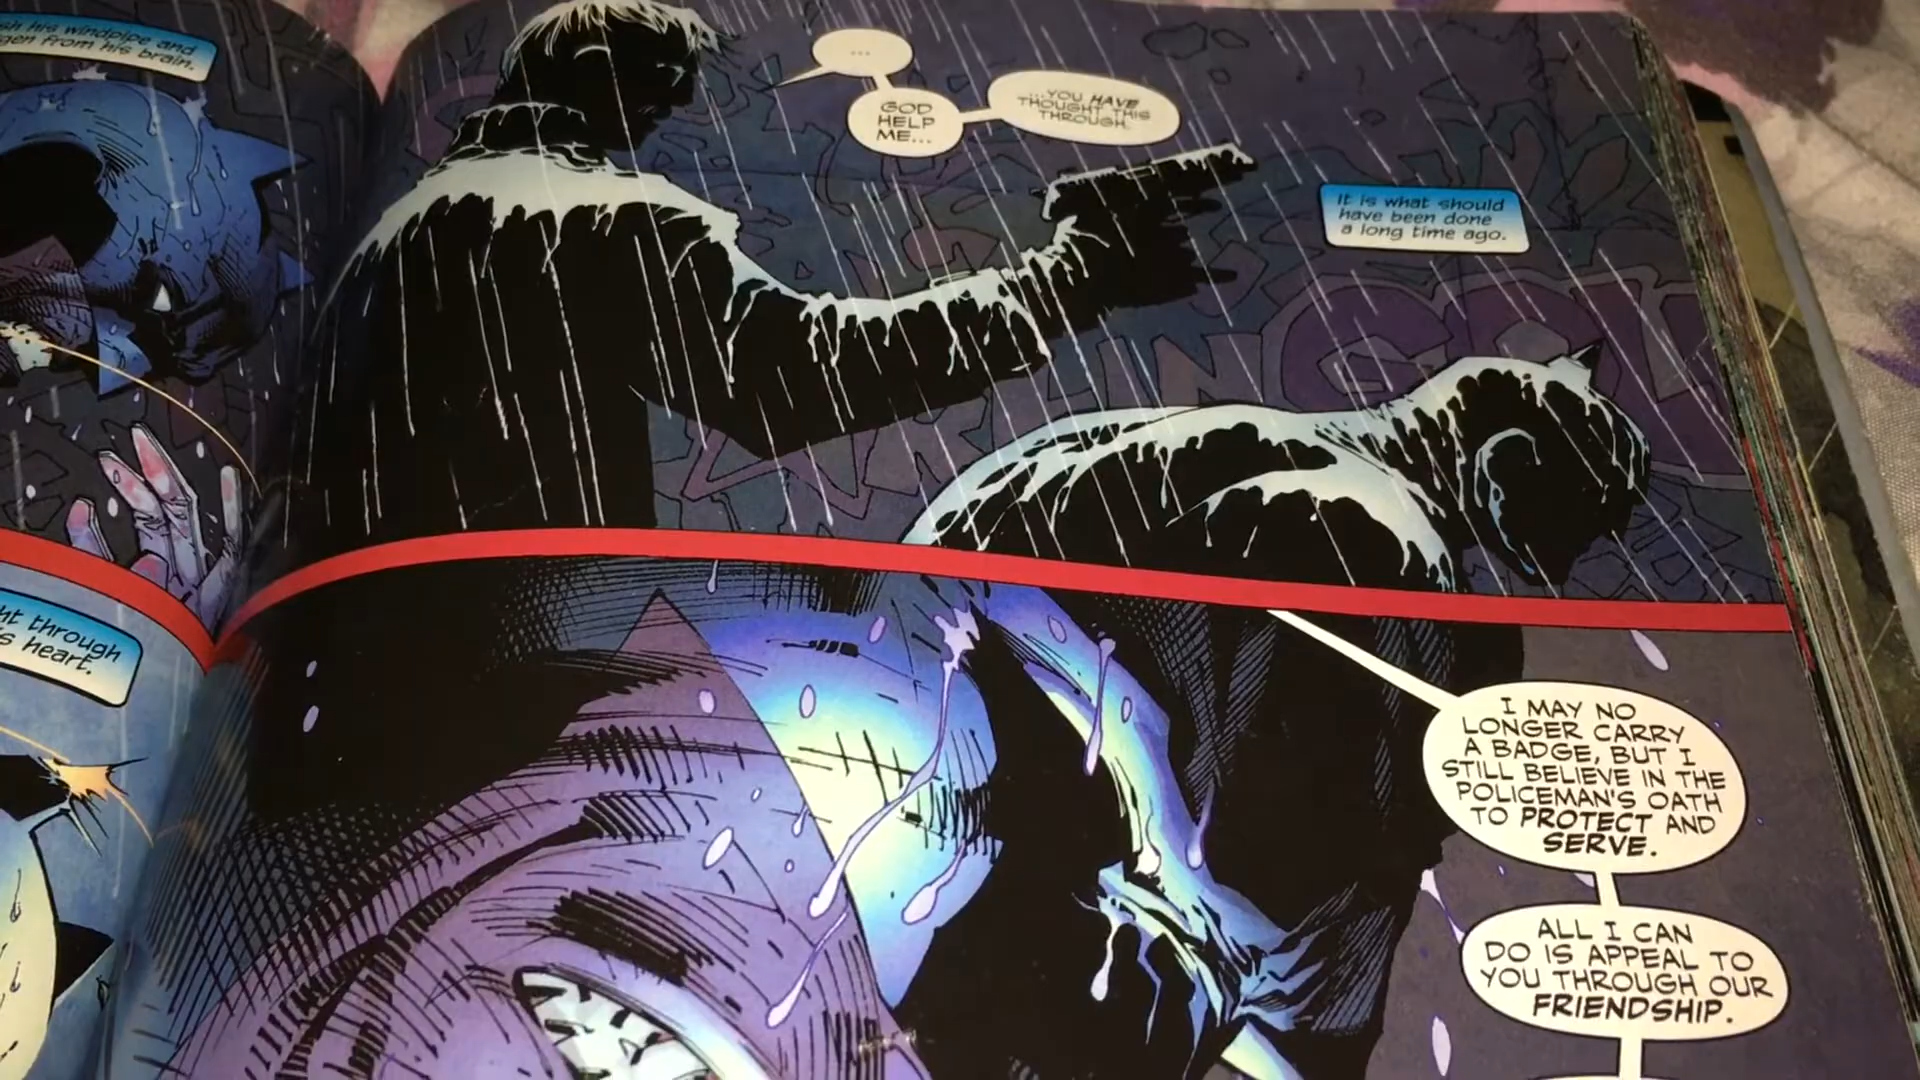 sh his windpipe and
gen from his brain.
...
GOD
HELP
ME...
...YOU HAVE
THOUGHT THIS
THROUGH.
It is what should
have been done
a long time ago.
ht through
s heart.
I MAY NO
LONGER CARRY
A BADGE, BUT I
STILL BELIEVE IN THE
POLICEMAN'S OATH
TO PROTECT AND
SERVE.
ALL I CAN
DO IS APPEAL TO
YOU THROUGH OUR
FRIENDSHIP.